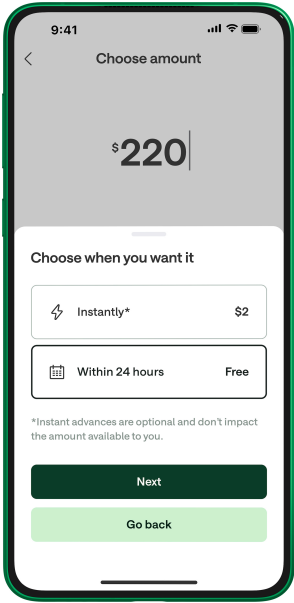 9:41
Choose amount
$220
Choose when you want it
Instantly* $2
Within 24 hours Free
*Instant advances are optional and don't impact
the amount available to you.
Next
Go back